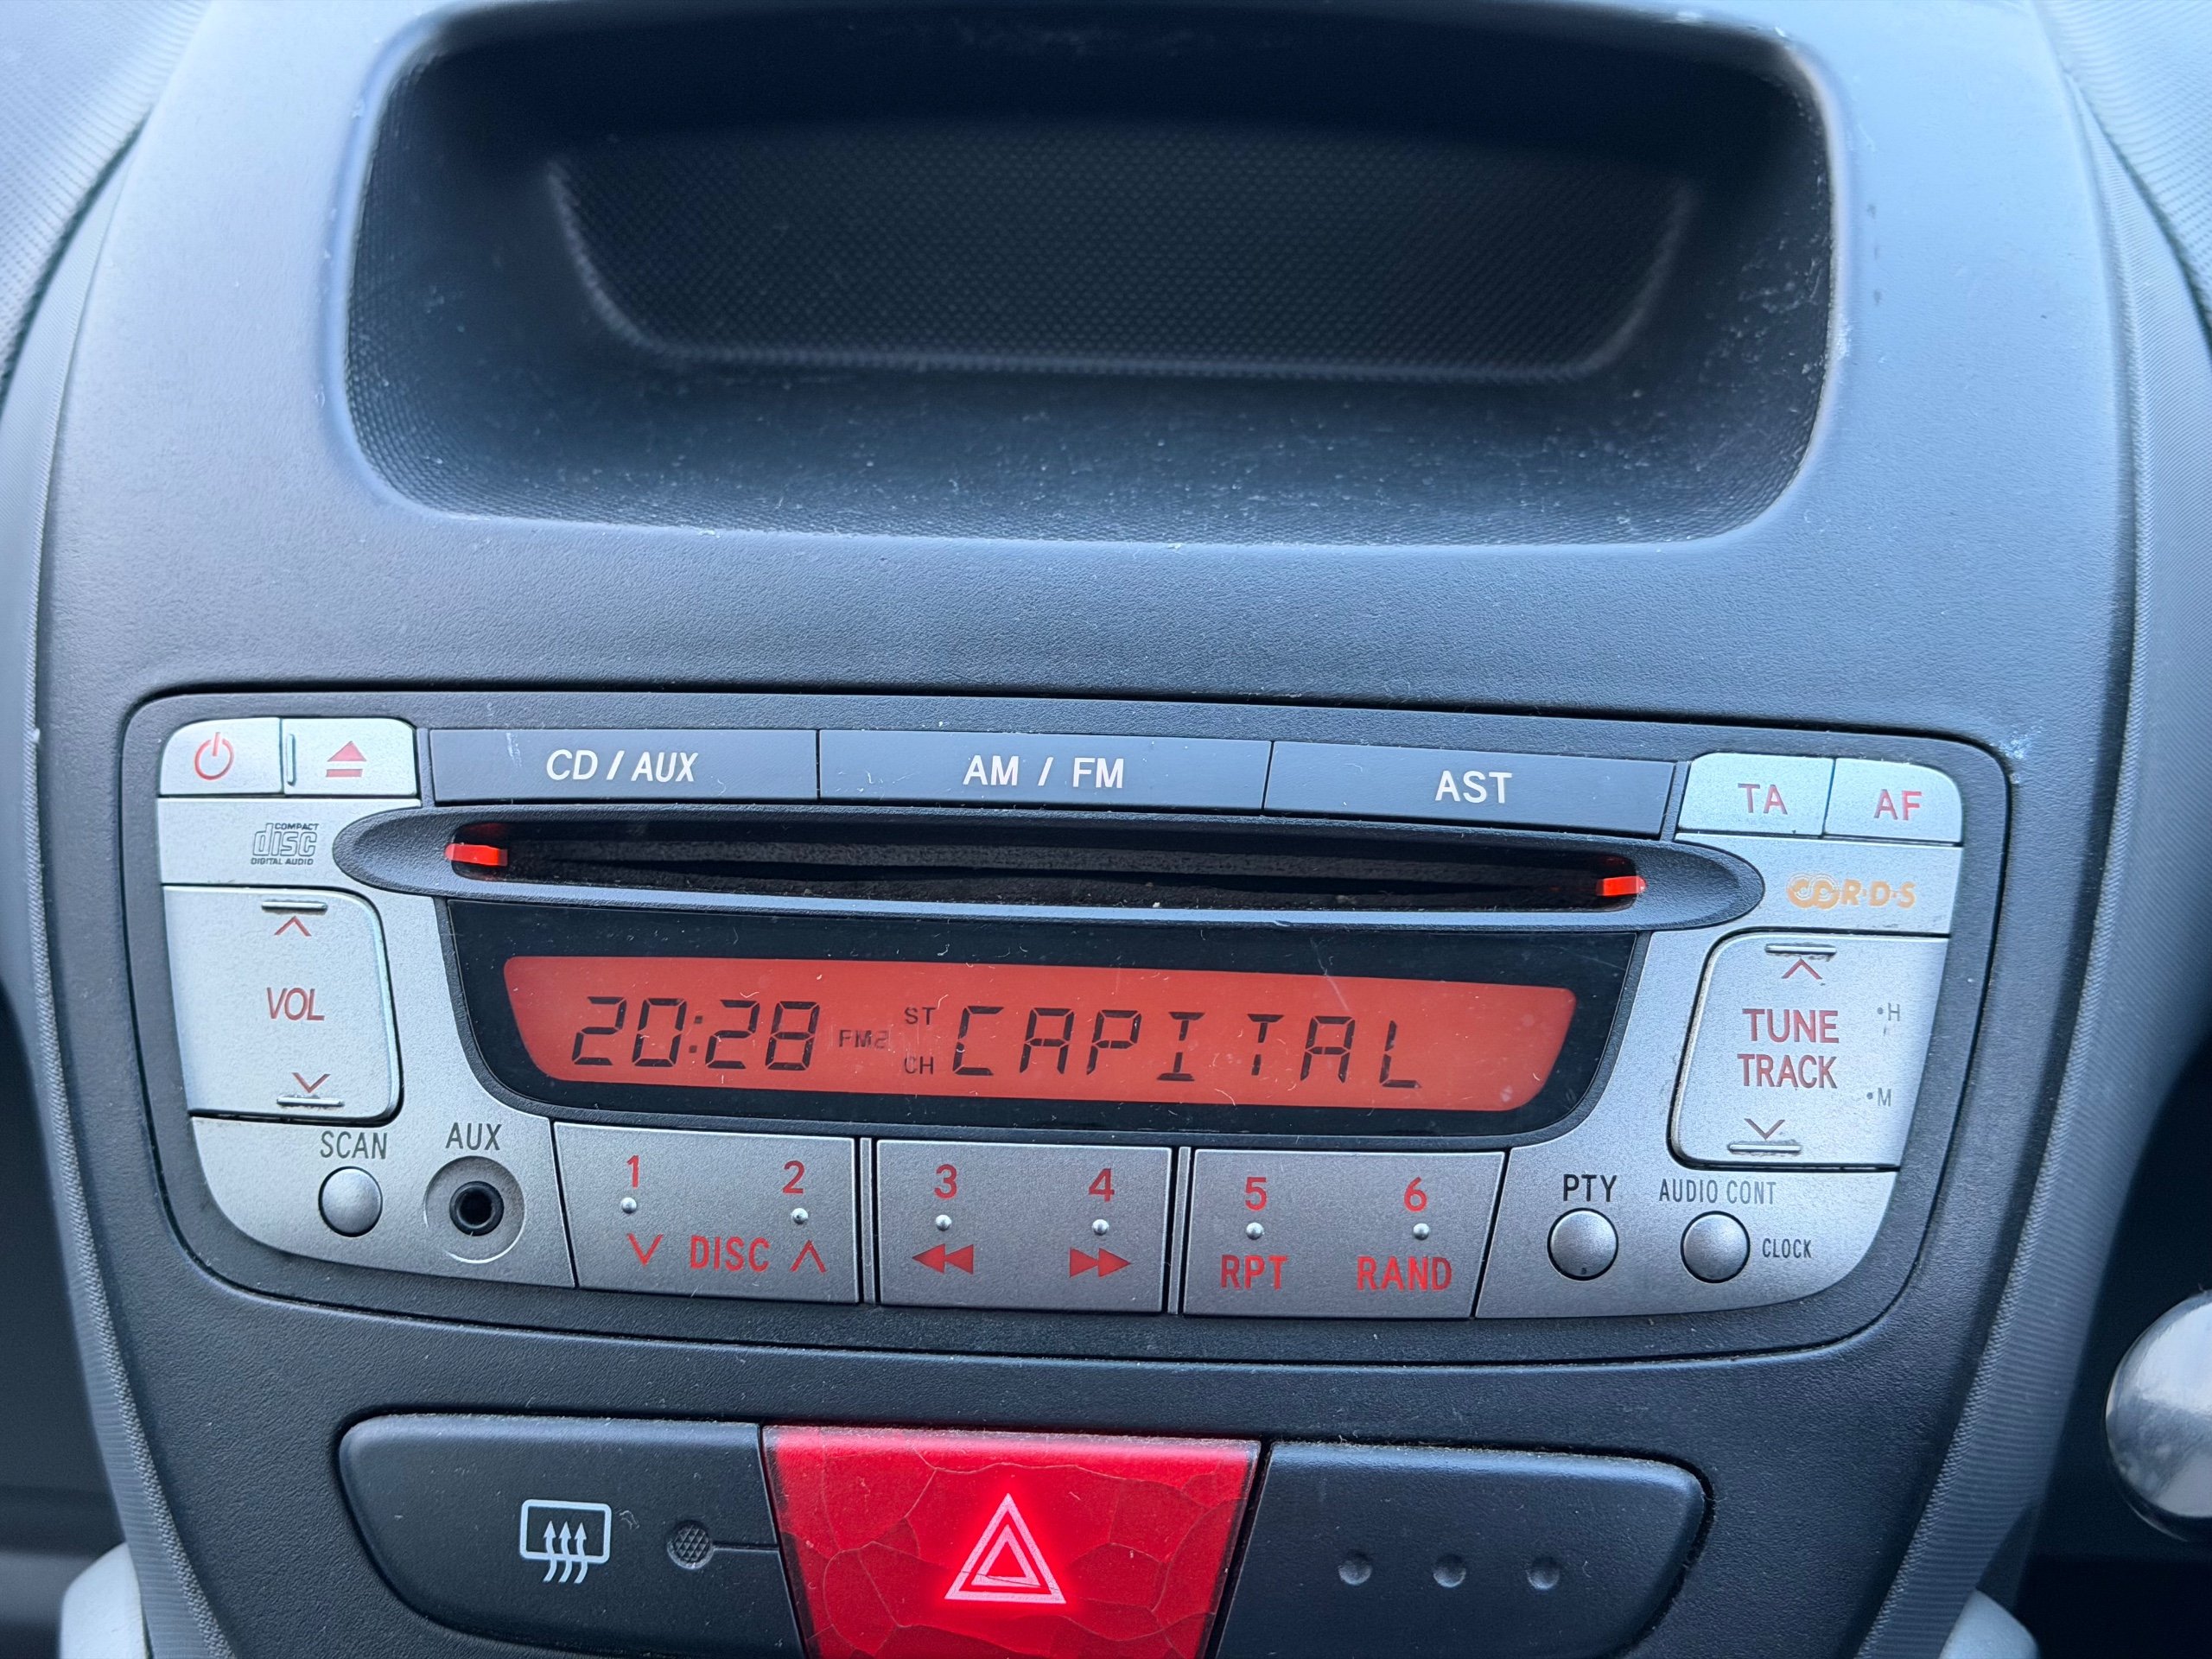 CD / AUX AM / FM AST TA AF
COMPACT
disc
DIGITAL AUDIO
R·D·S
VOL
20:28 FM2 ST CH CAPITAL
TUNE
TRACK
H
M
SCAN AUX
1 2 3 4 5 6
DISC RPT RAND
PTY AUDIO CONT
CLOCK